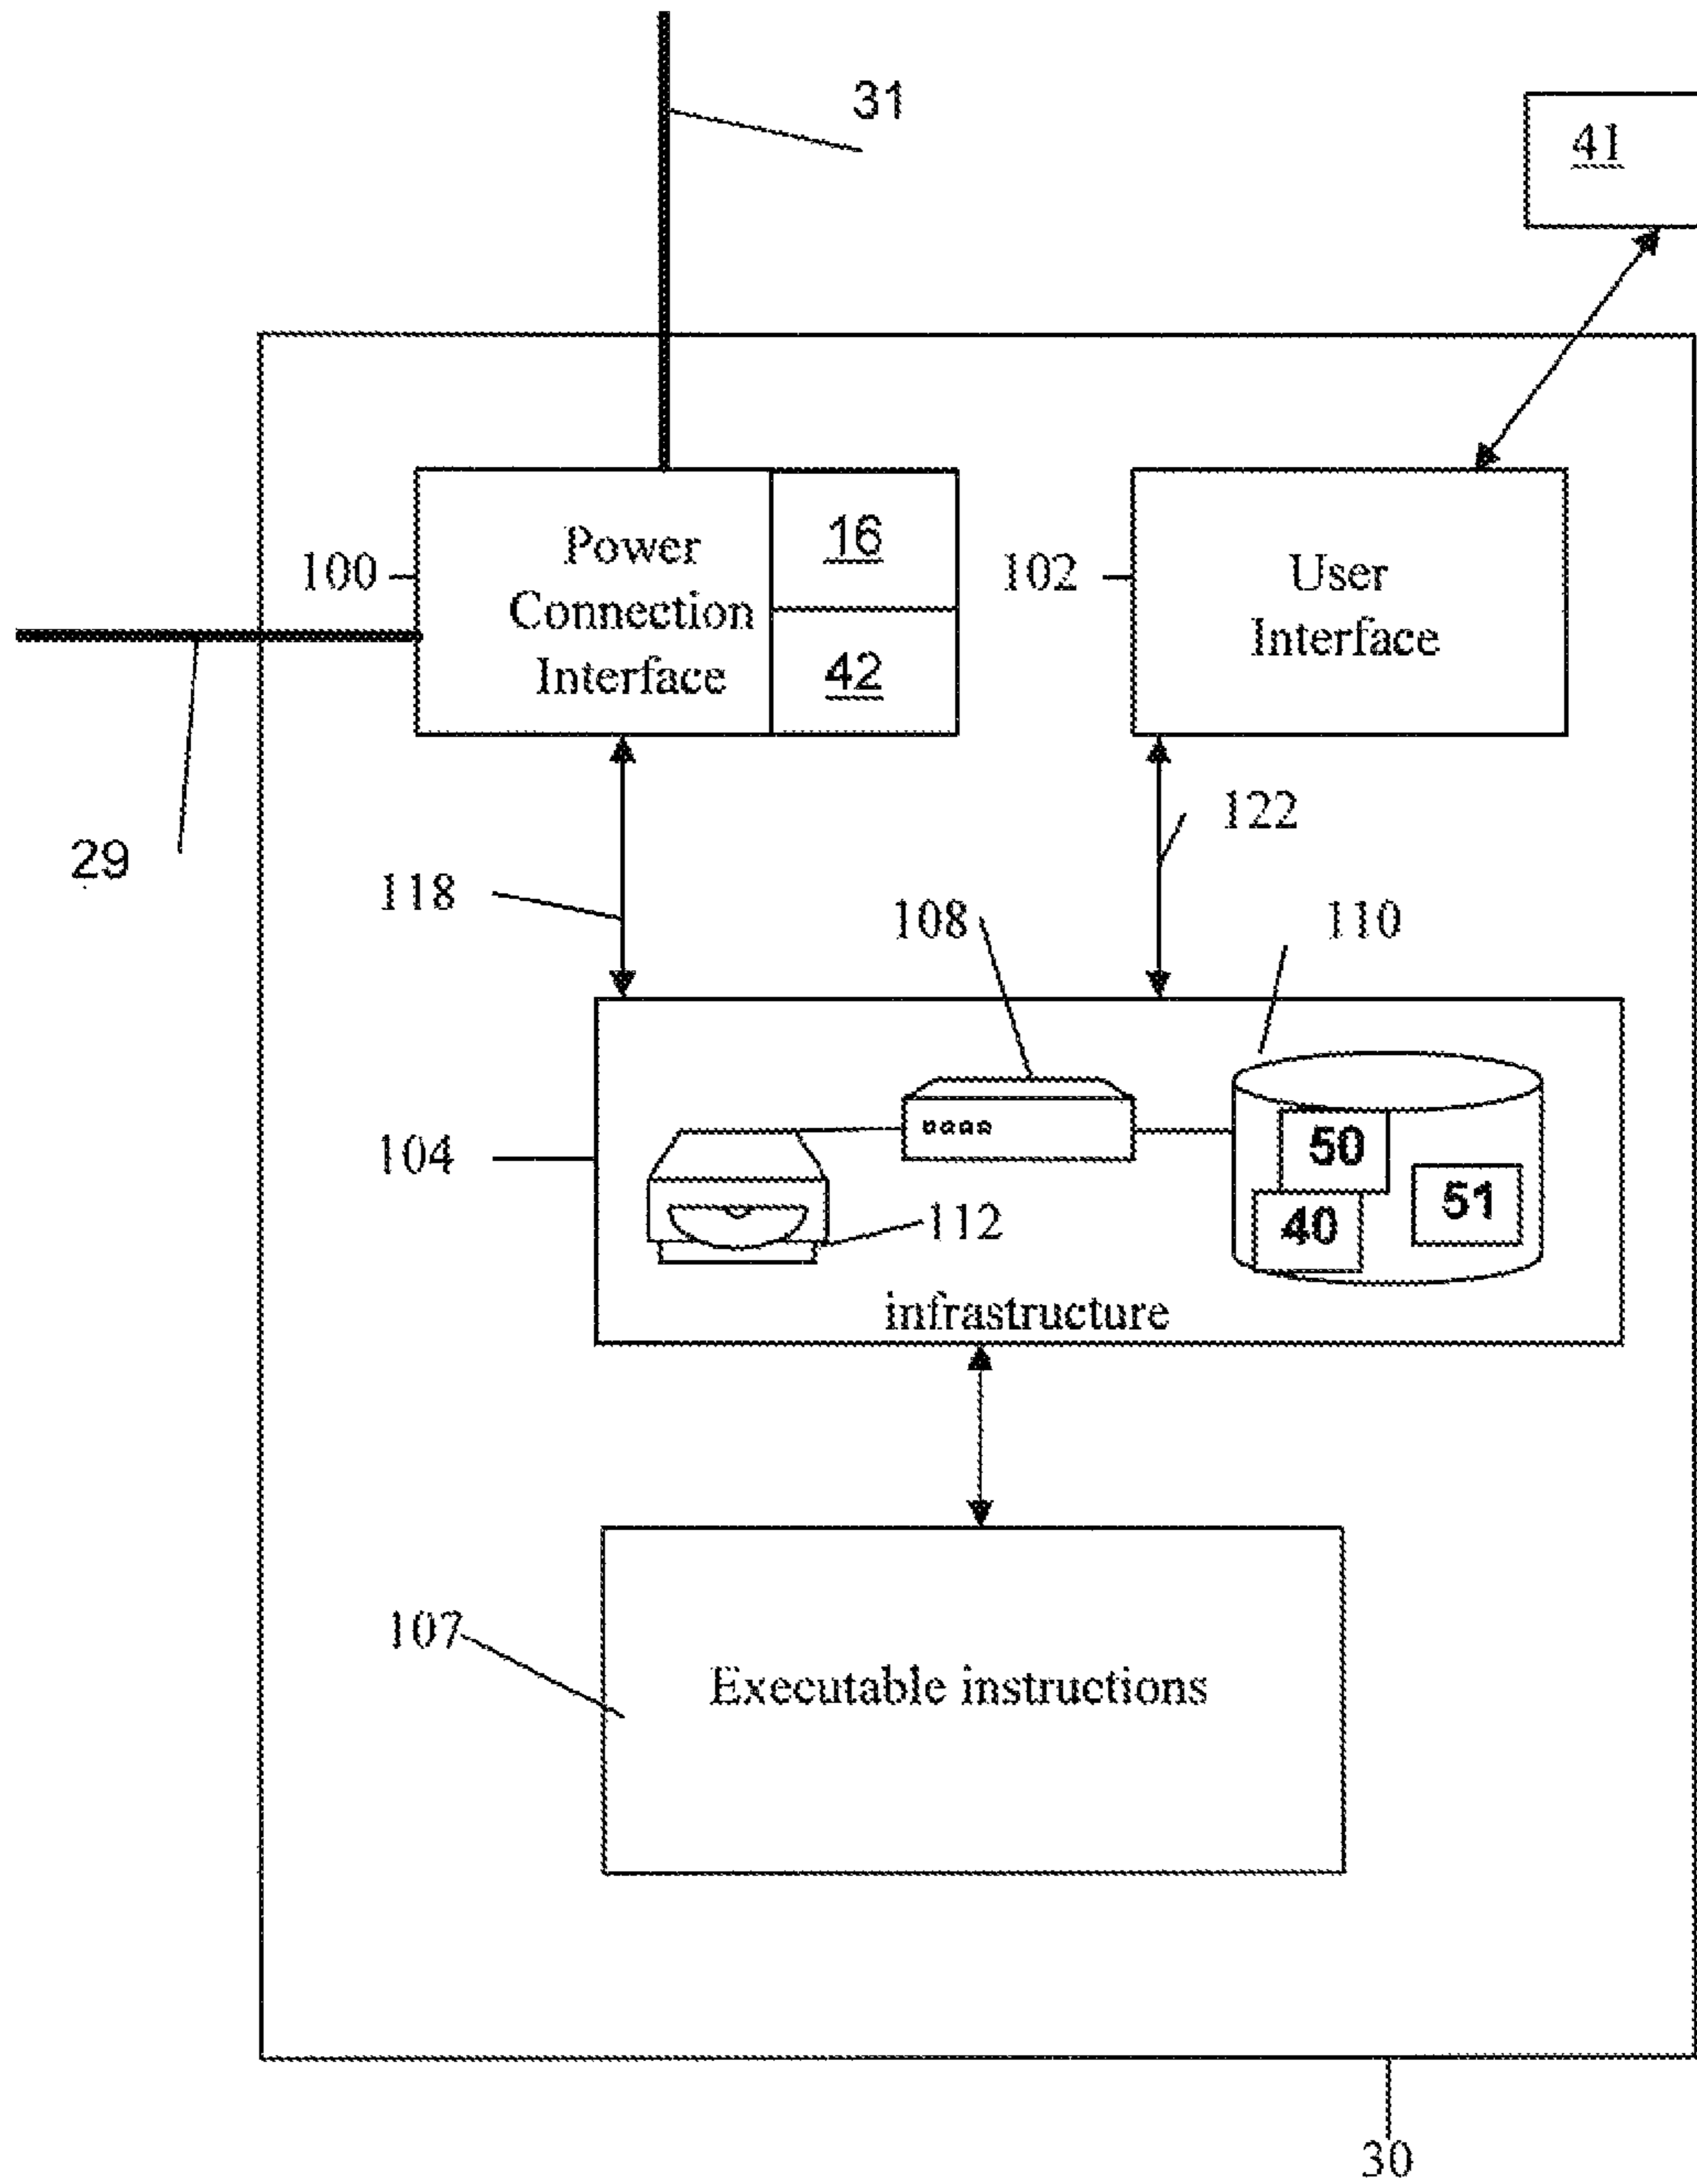 31
41
100
Power
Connection
Interface
16
42
102
User
Interface
29
118
122
108
110
104
112
50
40
51
infrastructure
107
Executable instructions
30